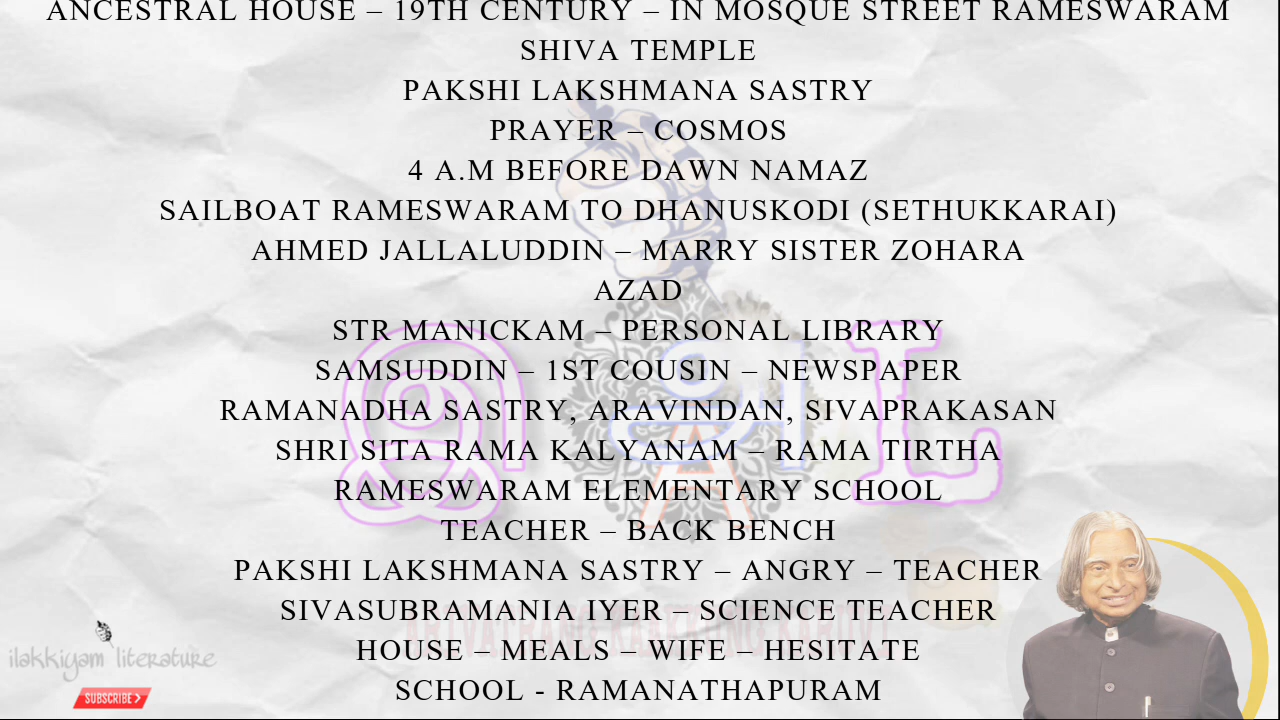 ANCESTRAL HOUSE – 19TH CENTURY – IN MOSQUE STREET RAMESWARAM
SHIVA TEMPLE
PAKSHI LAKSHMANA SASTRY
PRAYER – COSMOS
4 A.M BEFORE DAWN NAMAZ
SAILBOAT RAMESWARAM TO DHANUSKODI (SETHUKKARAI)
AHMED JALLALUDDIN – MARRY SISTER ZOHARA
AZAD
STR MANICKAM – PERSONAL LIBRARY
SAMSUDDIN – 1ST COUSIN – NEWSPAPER
RAMANADHA SASTRY, ARAVINDAN, SIVAPRAKASAN
SHRI SITA RAMA KALYANAM – RAMA TIRTHA
RAMESWARAM ELEMENTARY SCHOOL
TEACHER – BACK BENCH
PAKSHI LAKSHMANA SASTRY – ANGRY – TEACHER
SIVASUBRAMANIA IYER – SCIENCE TEACHER
HOUSE – MEALS – WIFE – HESITATE
SCHOOL - RAMANATHAPURAM
இ L
ilakkiyam literature
SUBSCRIBE >